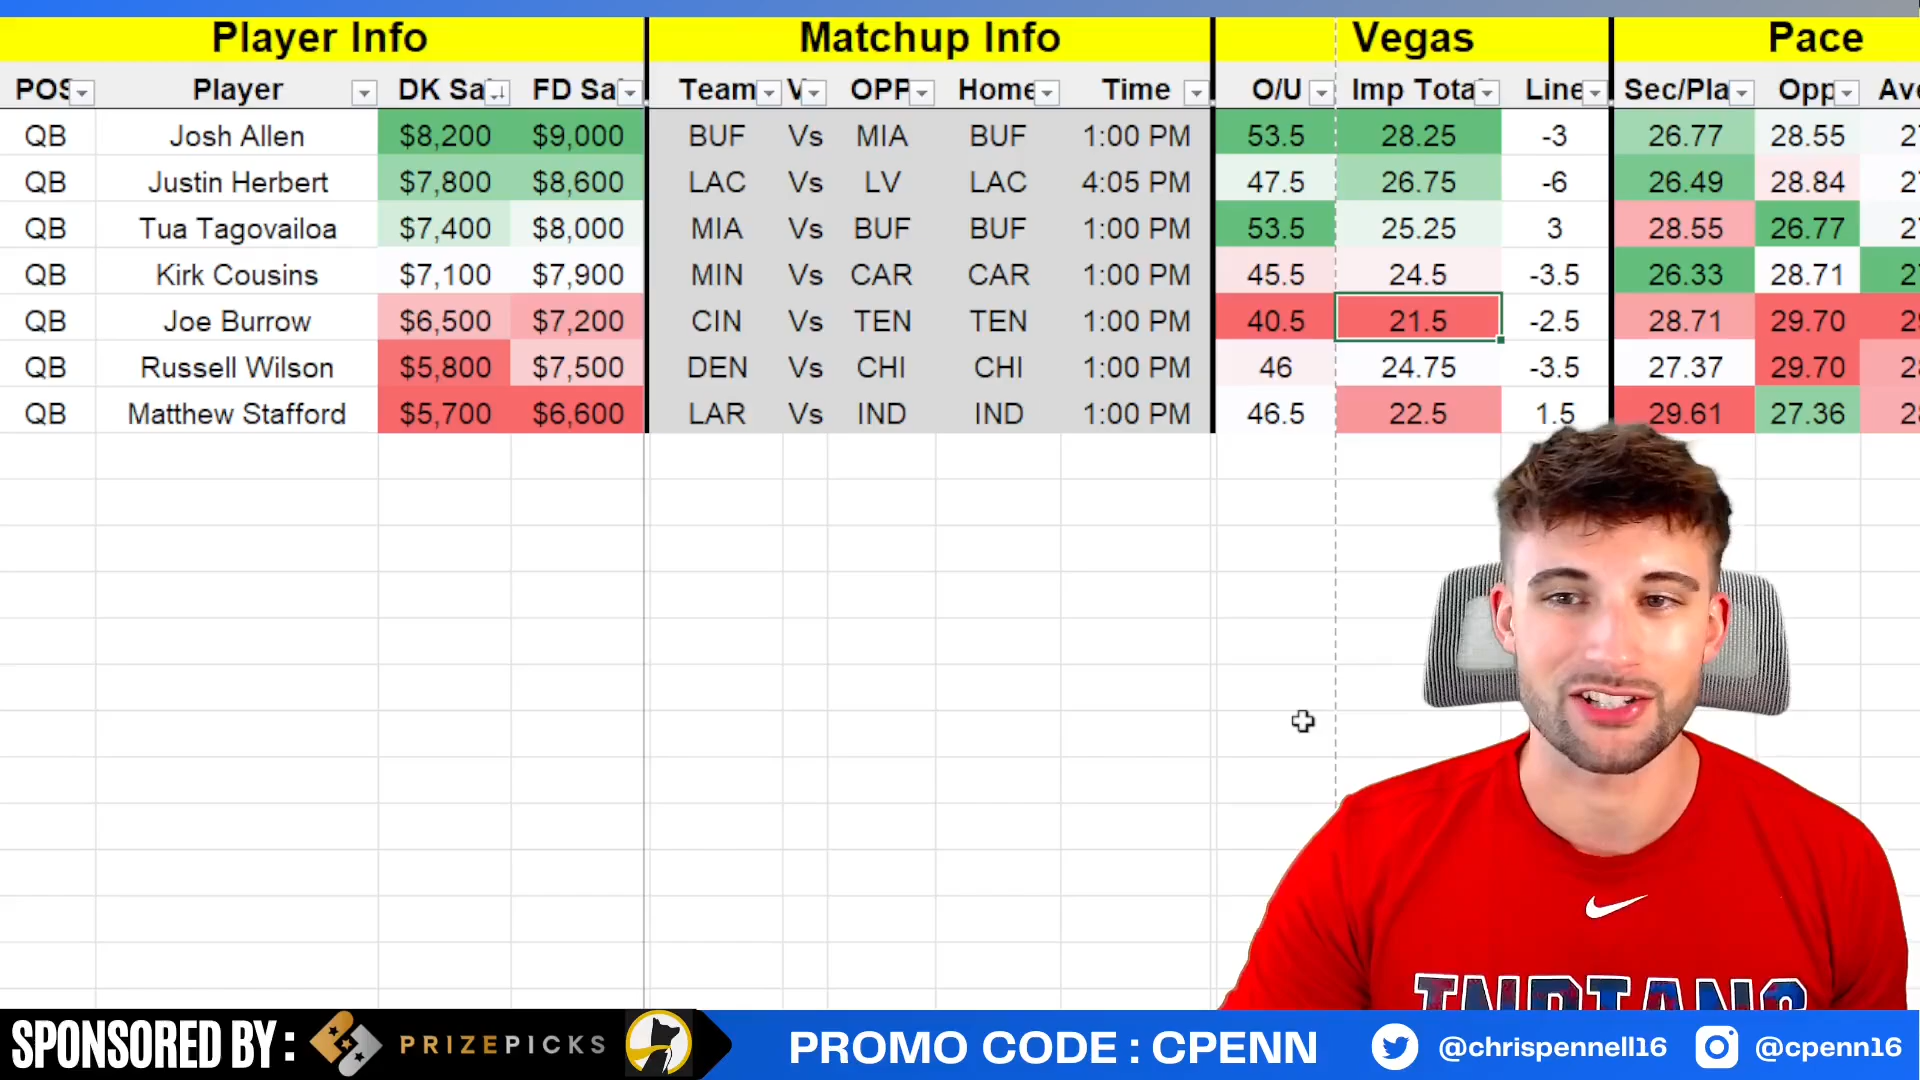 Player Info Matchup Info Vegas Pace
POS Player DK Sa FD Sa Team V OPP Home Time O/U Imp Tota Line Sec/Pla Opp Ave
QB Josh Allen $8,200 $9,000 BUF Vs MIA BUF 1:00 PM 53.5 28.25 -3 26.77 28.55 2
QB Justin Herbert $7,800 $8,600 LAC Vs LV LAC 4:05 PM 47.5 26.75 -6 26.49 28.84 2
QB Tua Tagovailoa $7,400 $8,000 MIA Vs BUF BUF 1:00 PM 53.5 25.25 3 28.55 26.77 2
QB Kirk Cousins $7,100 $7,900 MIN Vs CAR CAR 1:00 PM 45.5 24.5 -3.5 26.33 28.71 2
QB Joe Burrow $6,500 $7,200 CIN Vs TEN TEN 1:00 PM 40.5 21.5 -2.5 28.71 29.70 2
QB Russell Wilson $5,800 $7,500 DEN Vs CHI CHI 1:00 PM 46 24.75 -3.5 27.37 29.70 28
QB Matthew Stafford $5,700 $6,600 LAR Vs IND IND 1:00 PM 46.5 22.5 1.5 29.61 27.36 28
INDIANS
SPONSORED BY : PRIZEPICKS PROMO CODE : CPENN @chrispennell16 @cpenn16